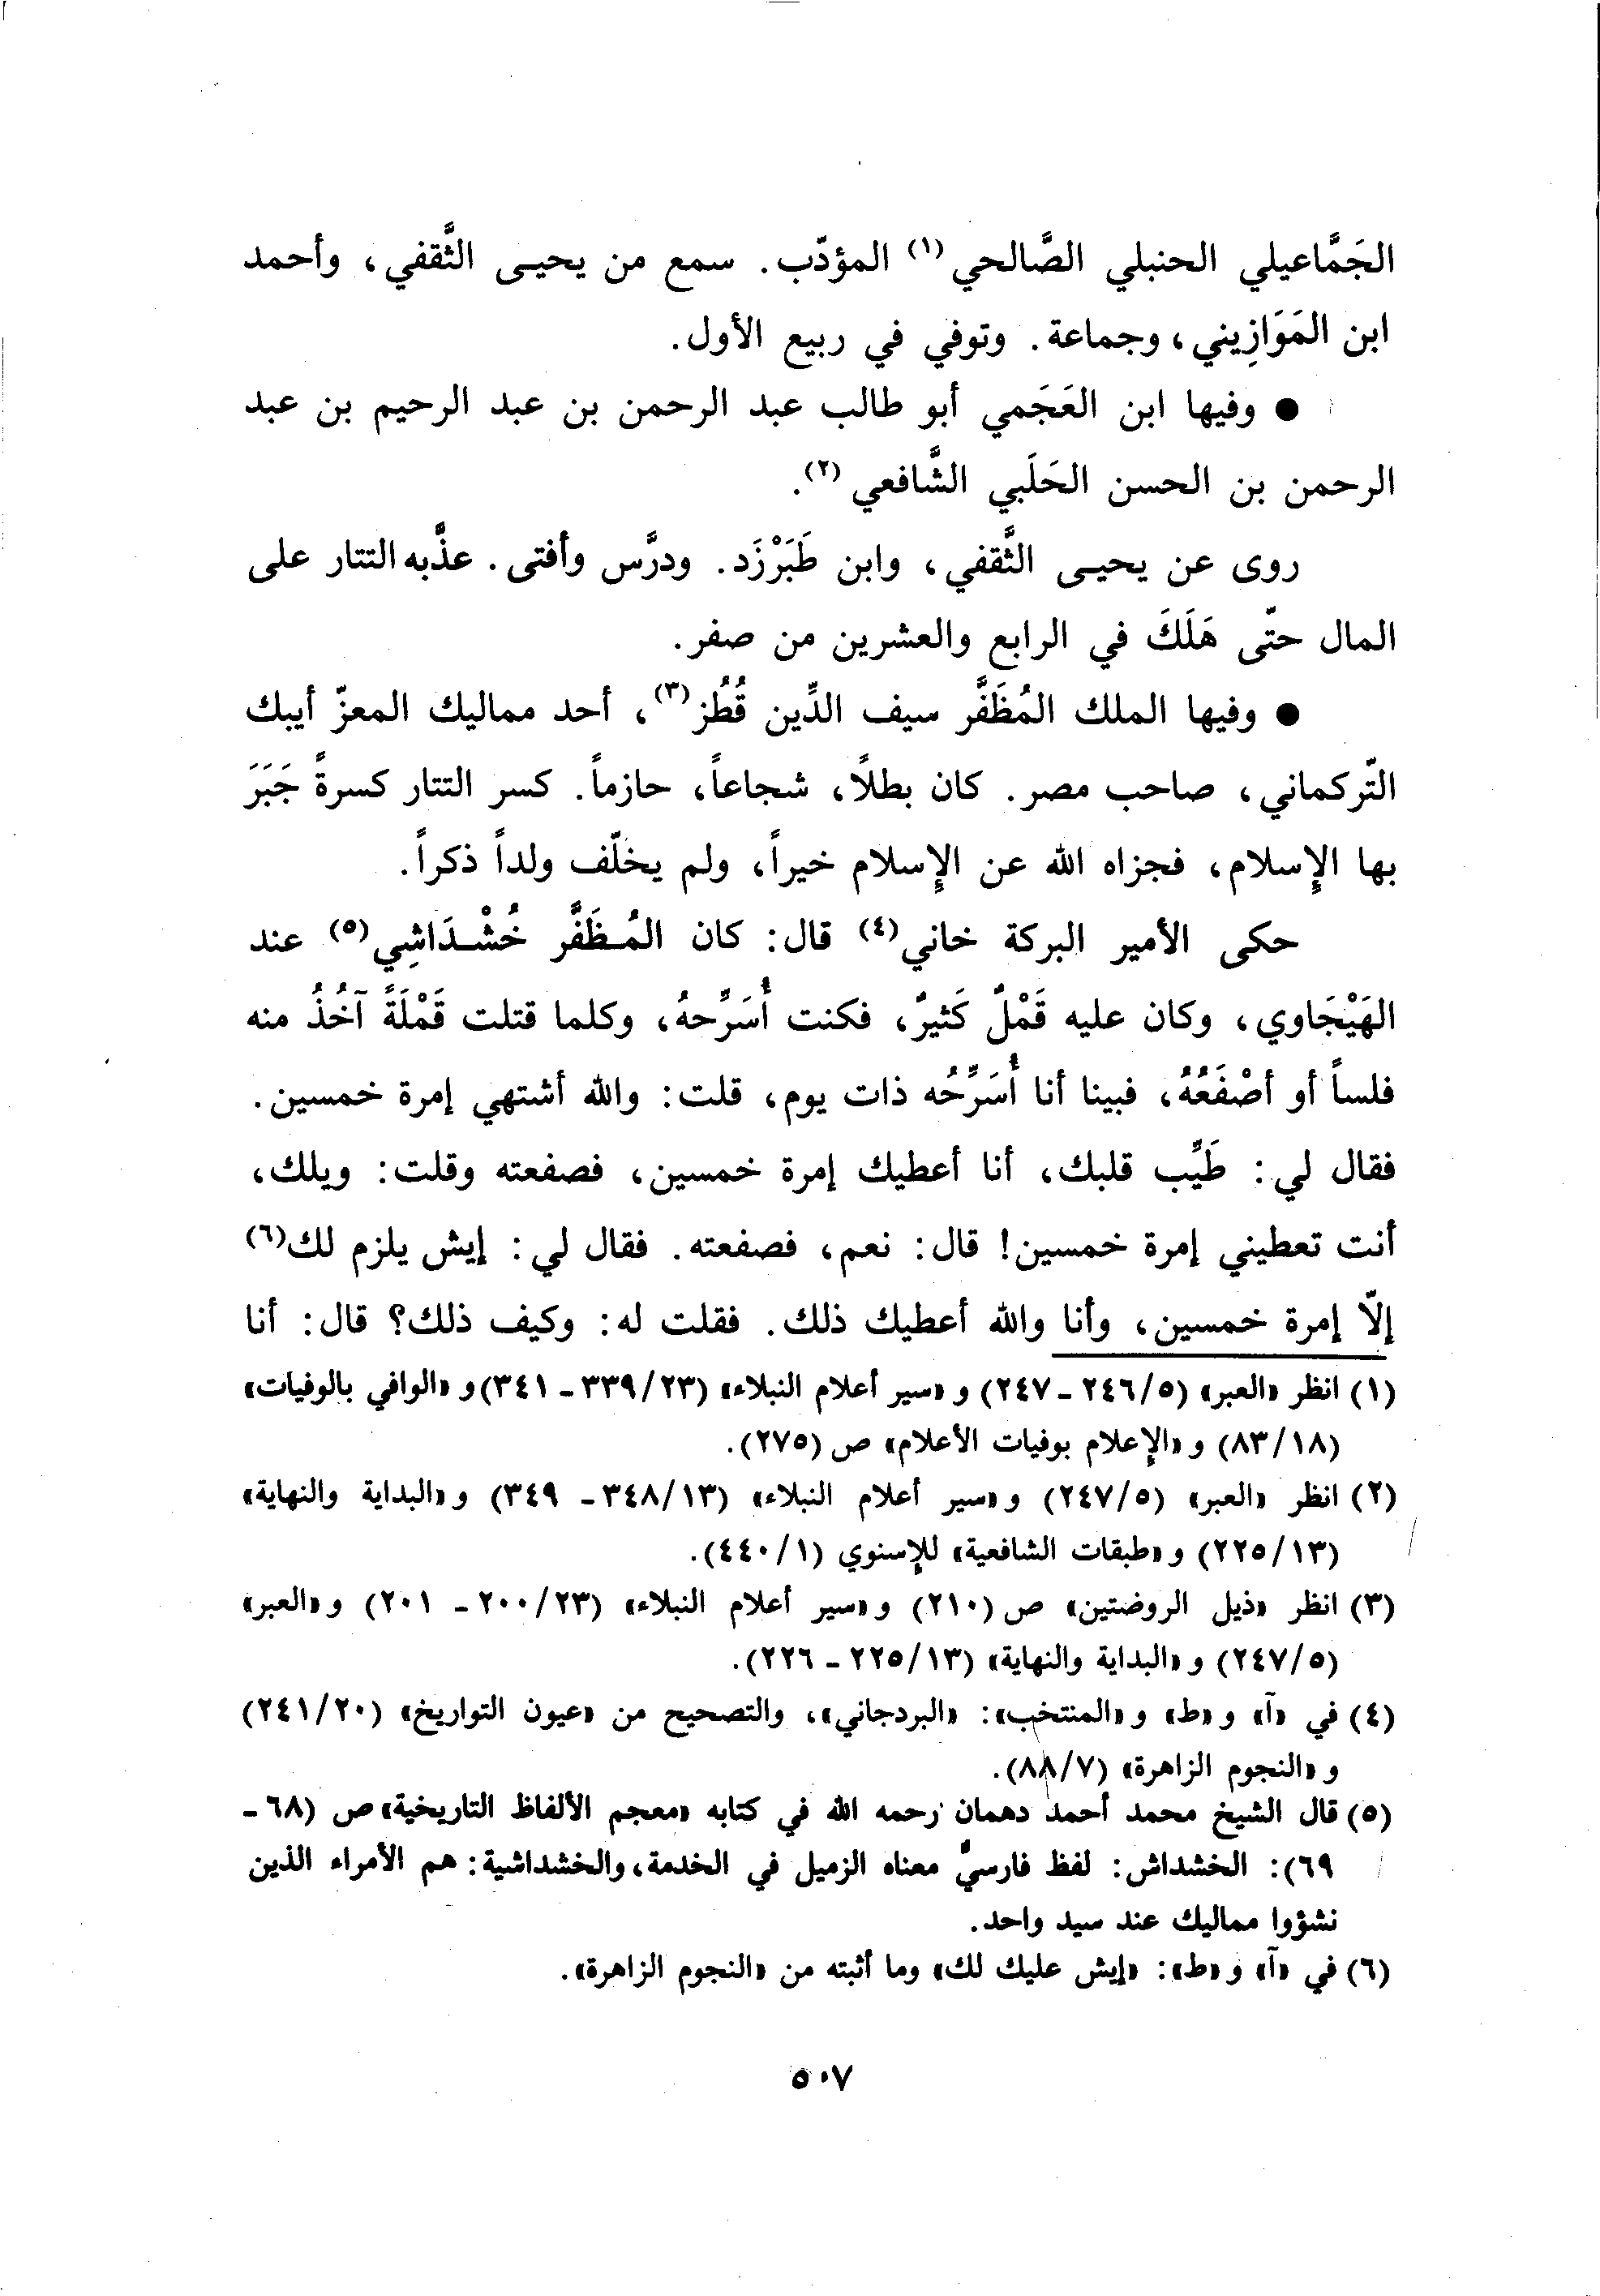 الجَمَّاعيلي الحنبلي الصَّالحي (١) المؤدّب. سمع من يحيى الثَّقفي، وأحمد
ابن المَوَازِيني، وجماعة. وتوفي في ربيع الأول.
● وفيها ابن العَجَمي أبو طالب عبد الرحمن بن عبد الرحيم بن عبد
الرحمن بن الحسن الحَلَبي الشَّافعي (٢).
روى عن يحيى الثَّقفي، وابن طَبَرْزَد. ودرَّس وأفتى. عذَّبه التتار على
المال حتّى هَلَكَ في الرابع والعشرين من صفر.
● وفيها الملك المُظَفَّر سيف الدِّين قُطُز (٣)، أحد مماليك المعزّ أيبك
التّركماني، صاحب مصر. كان بطلاً، شجاعاً، حازماً. كسر التتار كسرةً جَبَرَ
بها الإِسلام، فجزاه الله عن الإِسلام خيراً، ولم يخلّف ولداً ذكراً.
حكى الأمير البركة خاني (٤) قال: كان المُظَفَّر خُشْدَاشِي (٥) عند
الهَيْجَاوي، وكان عليه قَمْلٌ كَثيرٌ، فكنت أُسَرِّحهُ، وكلما قتلت قَمْلَةً آخُذُ منه
فلساً أو أصْفَعُهُ، فبينا أنا أُسَرِّحُه ذات يوم، قلت: والله أشتهي إمرة خمسين.
فقال لي: طَيِّب قلبك، أنا أعطيك إمرة خمسين، فصفعته وقلت: ويلك،
أنت تعطيني إمرة خمسين! قال: نعم، فصفعته. فقال لي: إيش يلزم لك (٦)
إلّا إمرة خمسين، وأنا والله أعطيك ذلك. فقلت له: وكيف ذلك؟ قال: أنا
(١) انظر «العبر» (٢٤٦/٥ - ٢٤٧) و «سير أعلام النبلاء» (٣٣٩/٢٣ - ٣٤١) و «الوافي بالوفيات»
(٨٣/١٨) و «الإِعلام بوفيات الأعلام» ص (٢٧٥).
(٢) انظر «العبر» (٢٤٧/٥) و «سير أعلام النبلاء» (٣٤٨/١٣ - ٣٤٩) و «البداية والنهاية»
(٢٢٥/١٣) و «طبقات الشافعية» للإِسنوي (٤٤٠/١).
(٣) انظر «ذيل الروضتين» ص (٢١٠) و «سير أعلام النبلاء» (٢٠٠/٢٣ - ٢٠١) و «العبر»
(٢٤٧/٥) و «البداية والنهاية» (٢٢٥/١٣ - ٢٢٦).
(٤) في «آ» و «ط» و «المنتخب»: «البردجاني»، والتصحيح من «عيون التواريخ» (٢٤١/٢٠)
و «النجوم الزاهرة» (٨٨/٧).
(٥) قال الشيخ محمد أحمد دهمان رحمه الله في كتابه «معجم الألفاظ التاريخية» ص (٦٨ -
٦٩): الخشداش: لفظ فارسيٌّ معناه الزميل في الخدمة، والخشداشية: هم الأمراء الذين
نشؤوا مماليك عند سيد واحد.
(٦) في «آ» و «ط»: «إيش عليك لك» وما أثبته من «النجوم الزاهرة».
٥٠٧